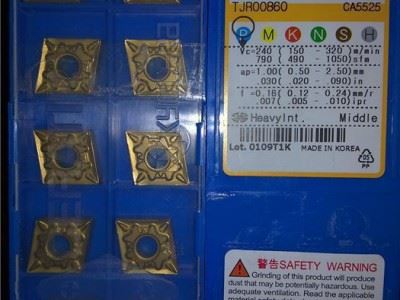 TJR00860 CA5525
P M K N S H
Vc=240 ( 150 - 320 )m/min
790 ( 490 - 1050)sfm
ap=1.00 (0.50 - 2.50)mm
.030 (.020 - .090)in
f =0.18 (0.12 - 0.24)mm/r
.007 (.005 - .010)ipr
HeavyInt. Middle
Lot. 0109T1K MADE IN KOREA
PP
警告SAFETY WARNING
Grinding of this product will produce
dust that may be potentially hazardous. Use
adequate ventilation. Read the applicable